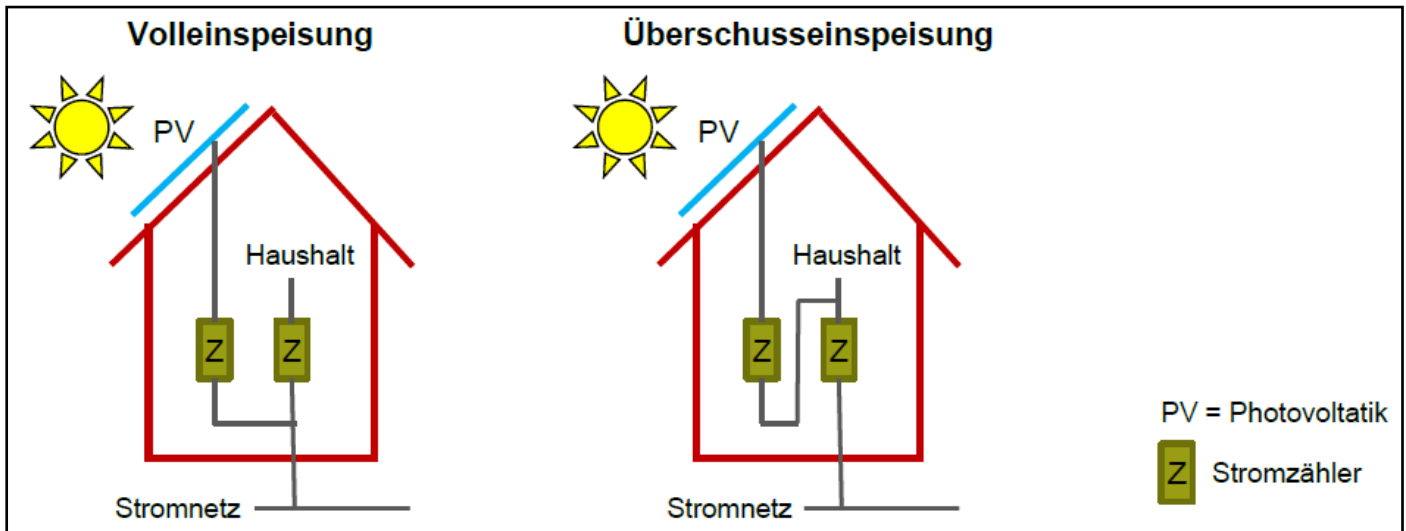 Volleinspeisung
PV
Haushalt
Z Z
Stromnetz
Überschusseinspeisung
PV
Haushalt
Z Z
Stromnetz
PV = Photovoltatik
Z Stromzähler